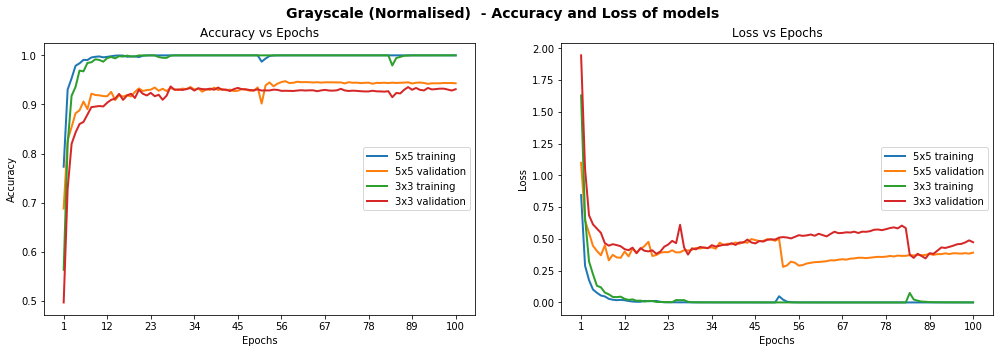 Grayscale (Normalised)  - Accuracy and Loss of models
Accuracy vs Epochs
1.0
0.9
0.8
0.7
0.6
0.5
Accuracy
5x5 training
5x5 validation
3x3 training
3x3 validation
1 12 23 34 45 56 67 78 89 100
Epochs
Loss vs Epochs
2.00
1.75
1.50
1.25
1.00
0.75
0.50
0.25
0.00
Loss
5x5 training
5x5 validation
3x3 training
3x3 validation
1 12 23 34 45 56 67 78 89 100
Epochs